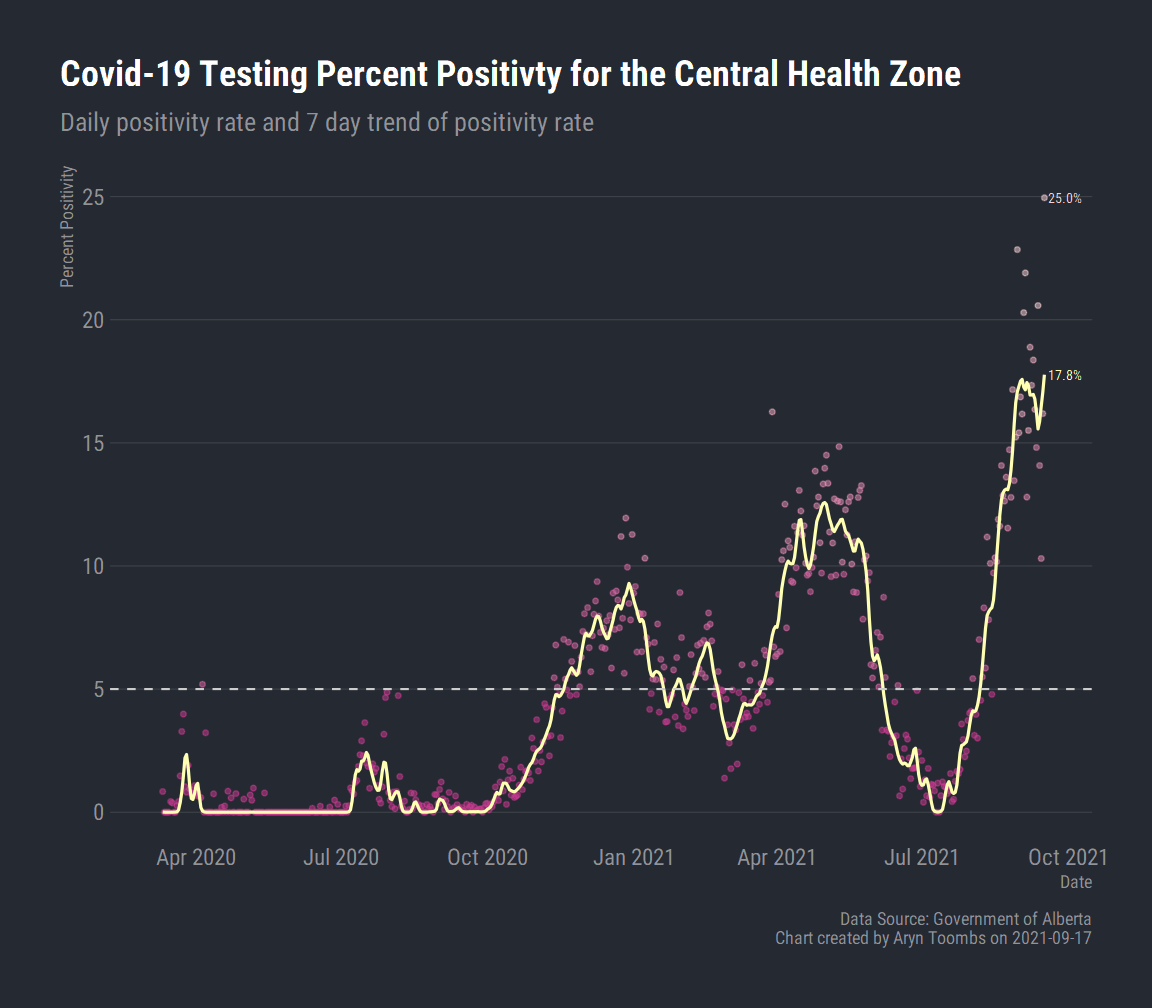 Covid-19 Testing Percent Positivty for the Central Health Zone
Daily positivity rate and 7 day trend of positivity rate
Percent Positivity
25
20
15
10
5
0
25.0%
17.8%
Apr 2020 Jul 2020 Oct 2020 Jan 2021 Apr 2021 Jul 2021 Oct 2021
Date
Data Source: Government of Alberta
Chart created by Aryn Toombs on 2021-09-17